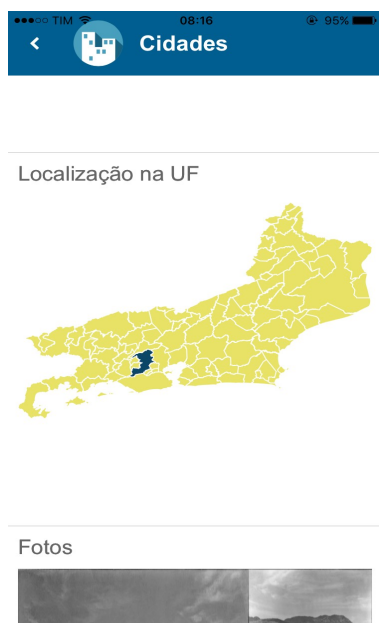 TIM 08:16 95%
Cidades
Localização na UF
Fotos